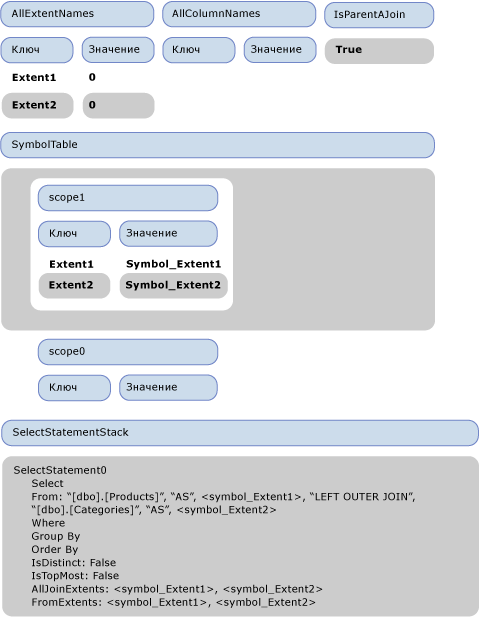 AllExtentNames AllColumnNames IsParentAJoin
Ключ Значение Ключ Значение True
Extent1 0
Extent2 0
SymbolTable
scope1
Ключ Значение
Extent1 Symbol_Extent1
Extent2 Symbol_Extent2
scope0
Ключ Значение
SelectStatementStack
SelectStatement0
Select
From: “[dbo].[Products]”, “AS”, <symbol_Extent1>, “LEFT OUTER JOIN”,
“[dbo].[Categories]”, “AS”, <symbol_Extent2>
Where
Group By
Order By
IsDistinct: False
IsTopMost: False
AllJoinExtents: <symbol_Extent1>, <symbol_Extent2>
FromExtents: <symbol_Extent1>, <symbol_Extent2>